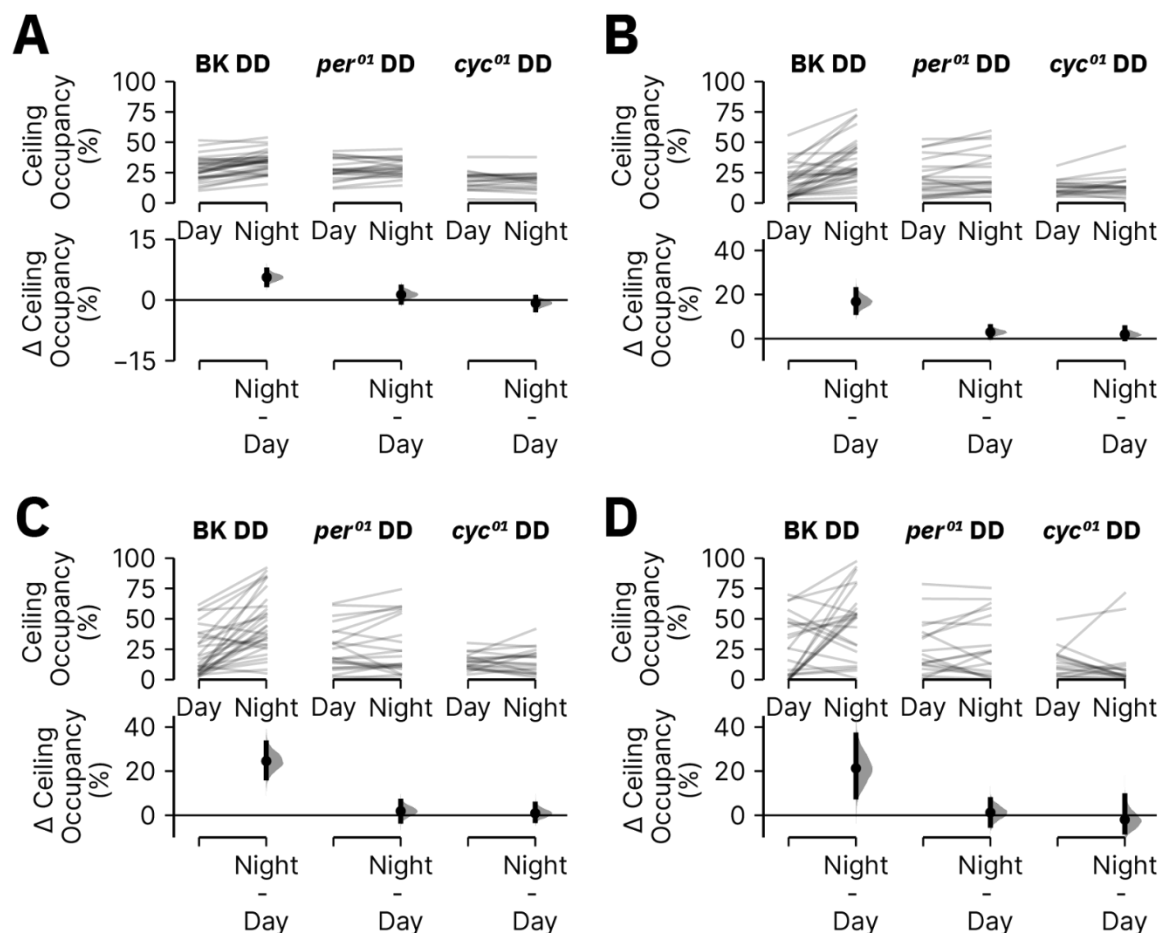 A
BK DD per⁰¹ DD cyc⁰¹ DD
Ceiling
Occupancy
(%)
100
75
50
25
0
Day Night Day Night Day Night
Δ Ceiling
Occupancy
(%)
15
0
−15
Night Night Night
- - -
Day Day Day
B
BK DD per⁰¹ DD cyc⁰¹ DD
Ceiling
Occupancy
(%)
100
75
50
25
0
Day Night Day Night Day Night
Δ Ceiling
Occupancy
(%)
40
20
0
Night Night Night
- - -
Day Day Day
C
BK DD per⁰¹ DD cyc⁰¹ DD
Ceiling
Occupancy
(%)
100
75
50
25
0
Day Night Day Night Day Night
Δ Ceiling
Occupancy
(%)
40
20
0
Night Night Night
- - -
Day Day Day
D
BK DD per⁰¹ DD cyc⁰¹ DD
Ceiling
Occupancy
(%)
100
75
50
25
0
Day Night Day Night Day Night
Δ Ceiling
Occupancy
(%)
40
20
0
Night Night Night
- - -
Day Day Day